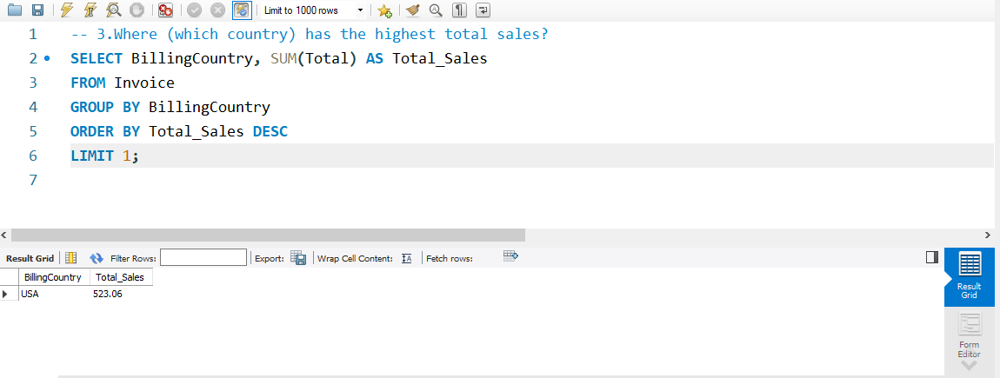 Limit to 1000 rows
1 -- 3.Where (which country) has the highest total sales?
2 SELECT BillingCountry, SUM(Total) AS Total_Sales
3 FROM Invoice
4 GROUP BY BillingCountry
5 ORDER BY Total_Sales DESC
6 LIMIT 1;
7
Result Grid Filter Rows: Export: Wrap Cell Content: IA Fetch rows:
BillingCountry Total_Sales
USA 523.06
Result
Grid
Form
Editor